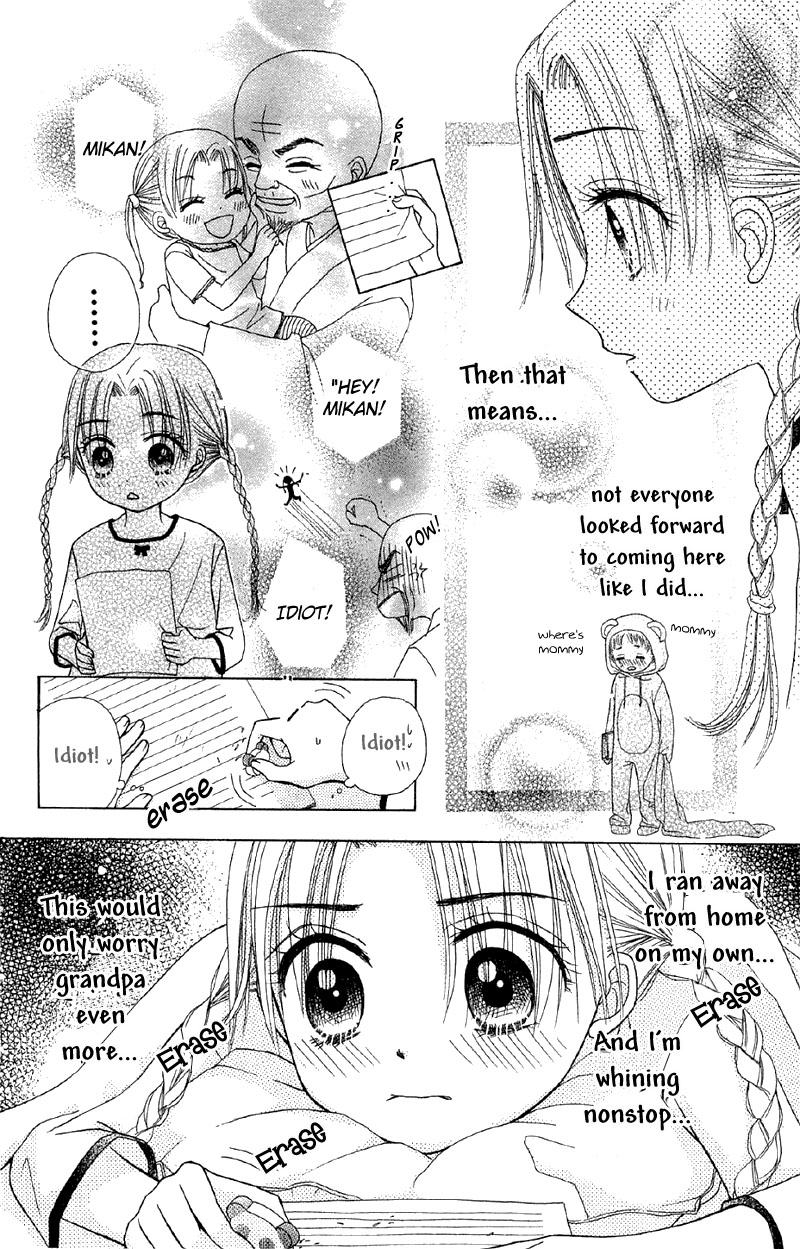 Then that
means...
not everyone
looked forward
to coming here
like I did...
where's
mommy
mommy
MIKAN!
GRIP...
......
"HEY!
MIKAN!
POW!
IDIOT!
Idiot!
Idiot!
erase
I ran away
from home
on my own...
Erase
And I'm
whining
nonstop...
This would
only worry
grandpa
even
more...
Erase
Erase